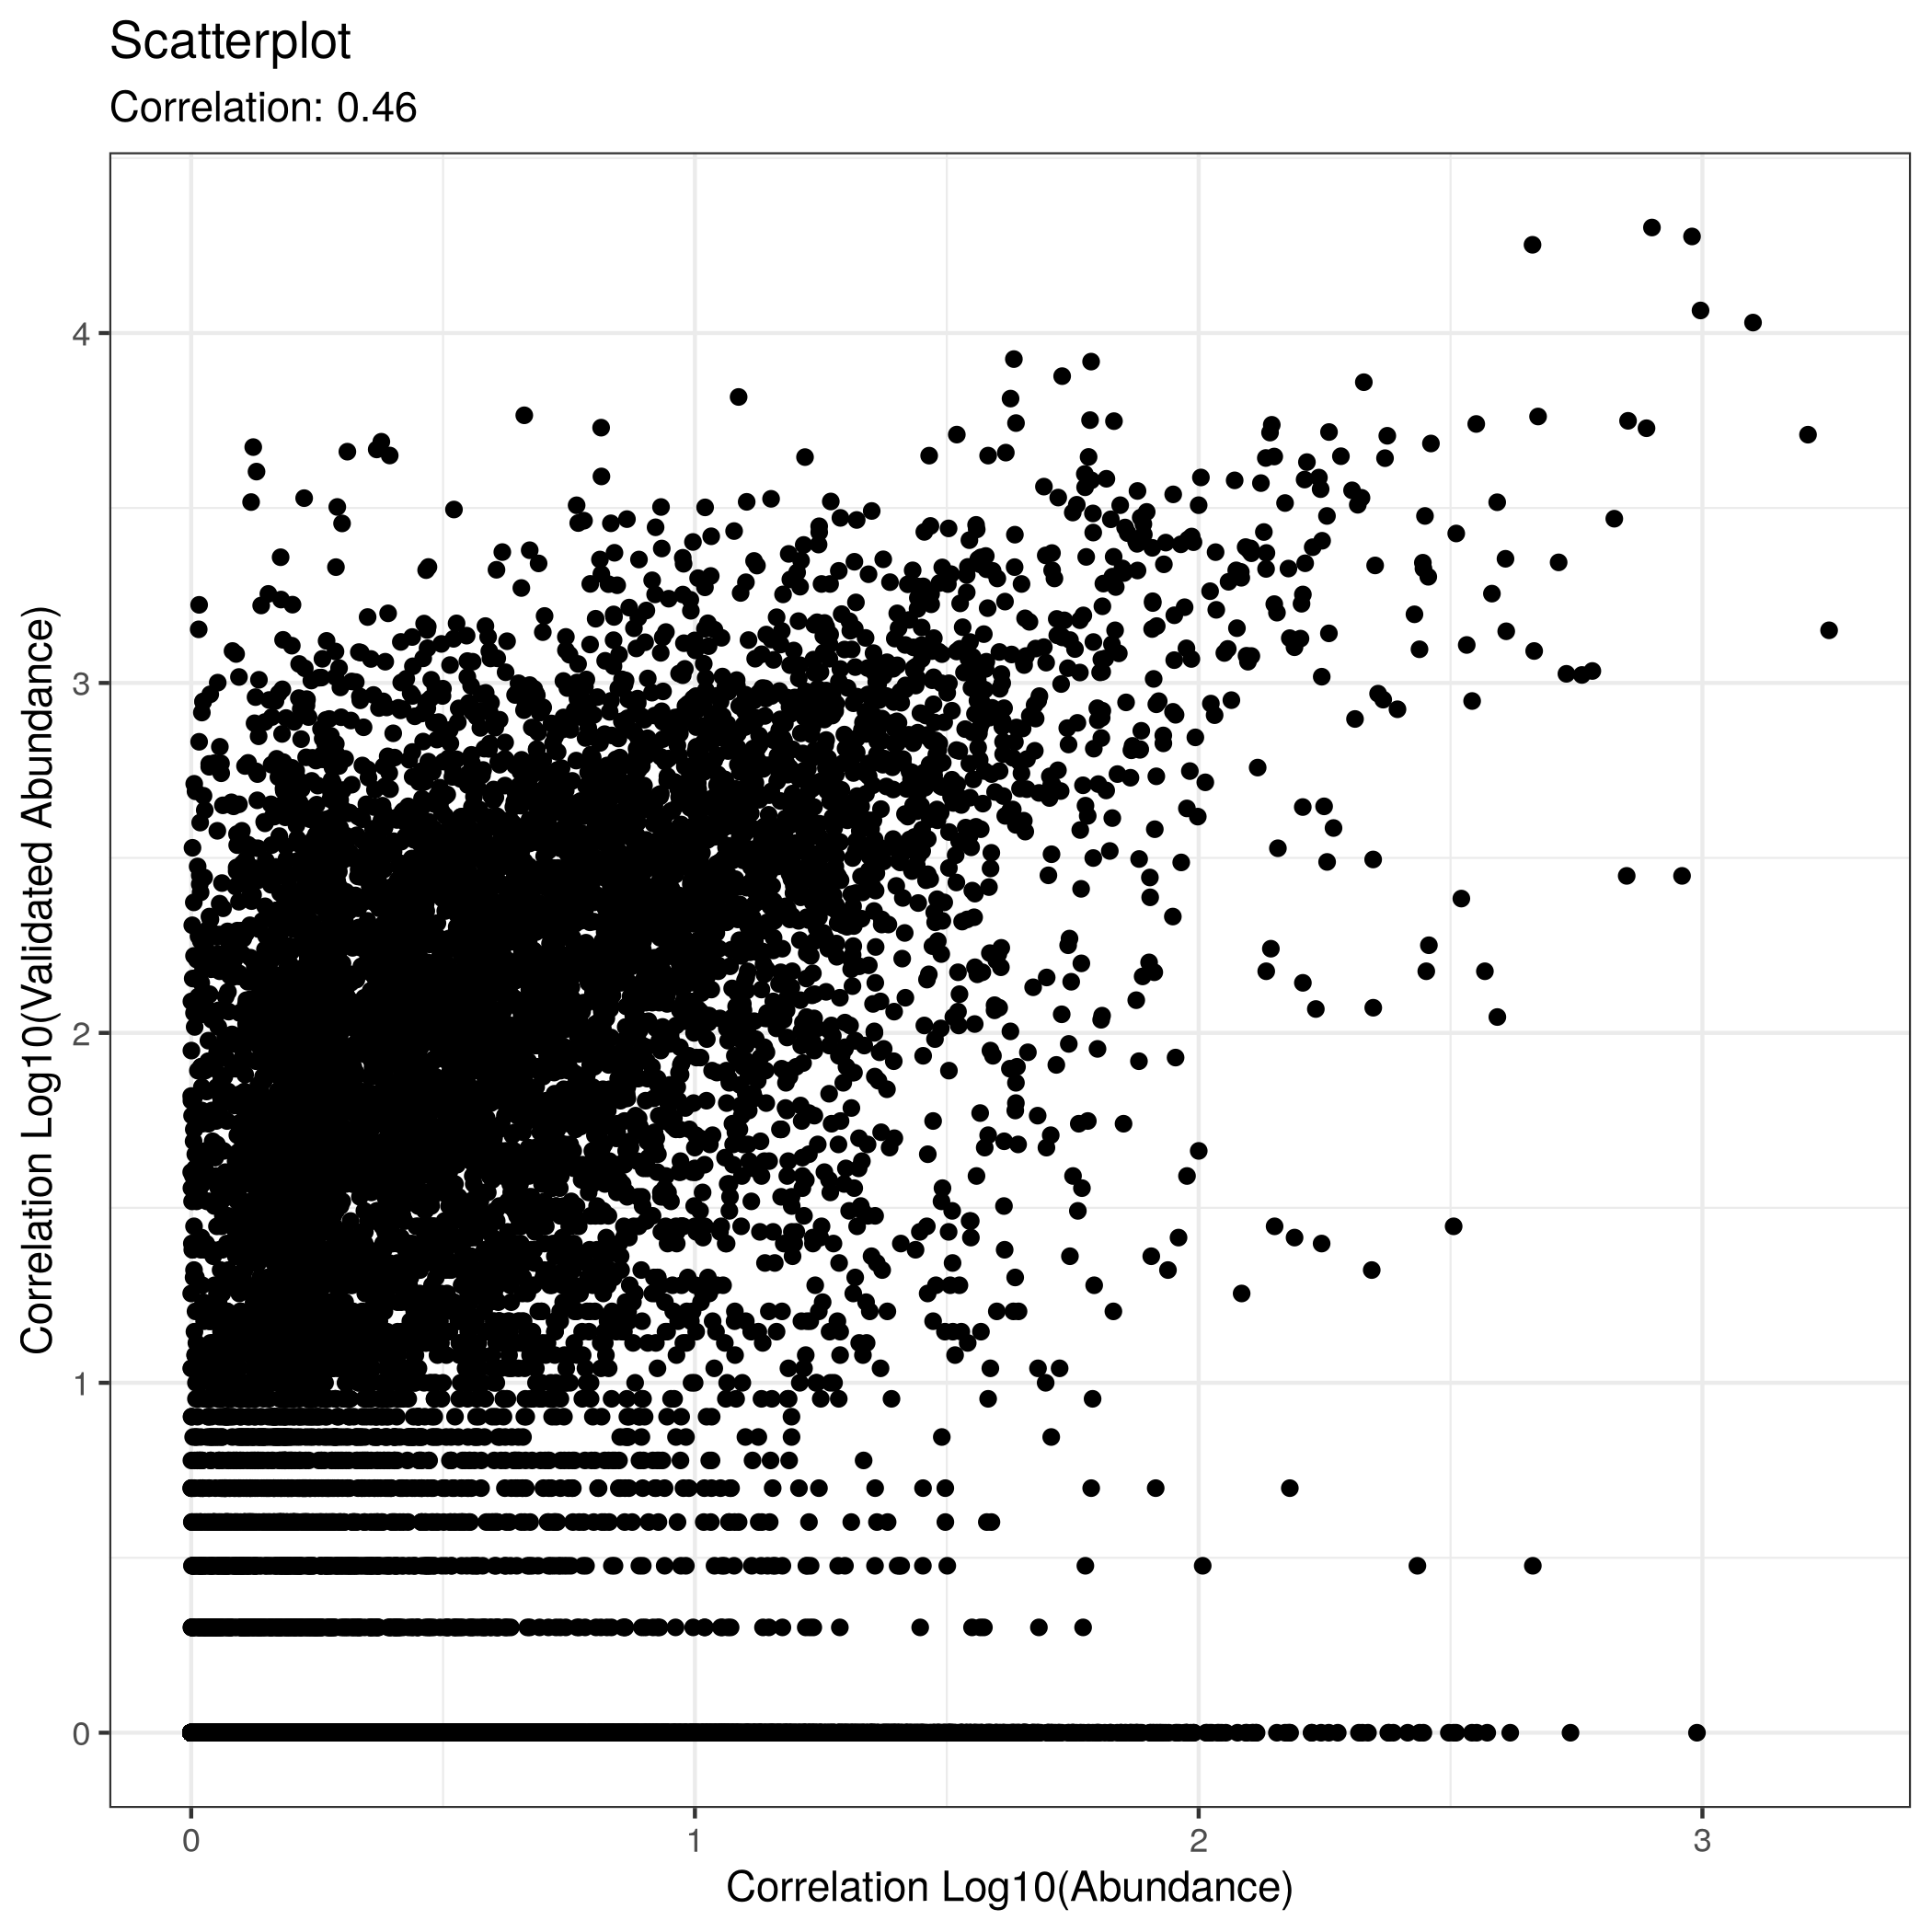 Scatterplot
Correlation: 0.46
Correlation Log10(Validated Abundance)
4
3
2
1
0
0 1 2 3
Correlation Log10(Abundance)